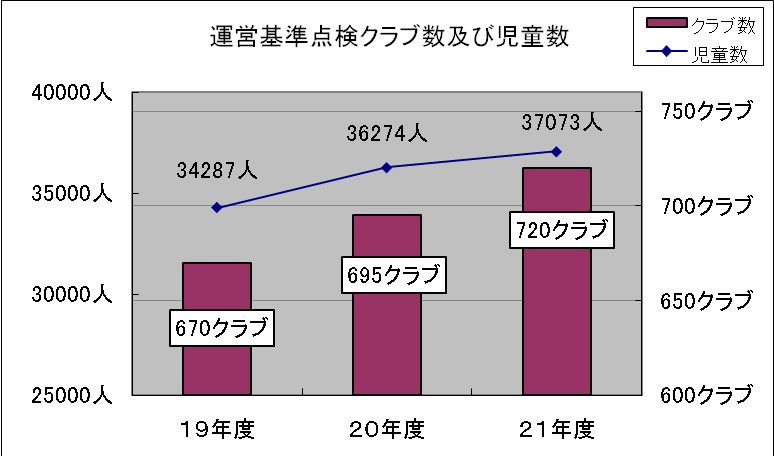 運営基準点検クラブ数及び児童数
クラブ数
児童数
40000人
35000人
30000人
25000人
750クラブ
700クラブ
650クラブ
600クラブ
34287人
36274人
37073人
670クラブ
695クラブ
720クラブ
19年度
20年度
21年度